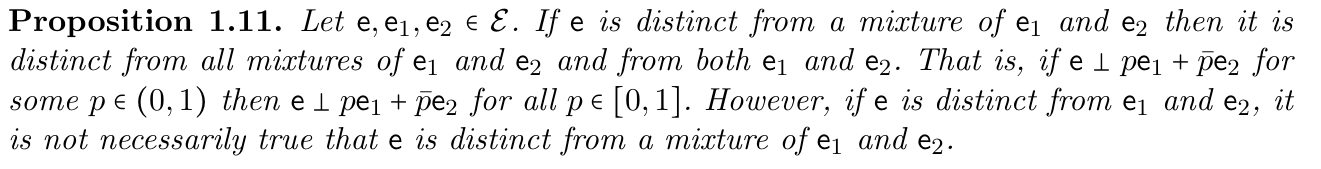 Proposition 1.11. Let e, e₁, e₂ ∈ ℰ. If e is distinct from a mixture of e₁ and e₂ then it is
distinct from all mixtures of e₁ and e₂ and from both e₁ and e₂. That is, if e ⊥ pe₁ + p̄e₂ for
some p ∈ (0, 1) then e ⊥ pe₁ + p̄e₂ for all p ∈ [0, 1]. However, if e is distinct from e₁ and e₂, it
is not necessarily true that e is distinct from a mixture of e₁ and e₂.